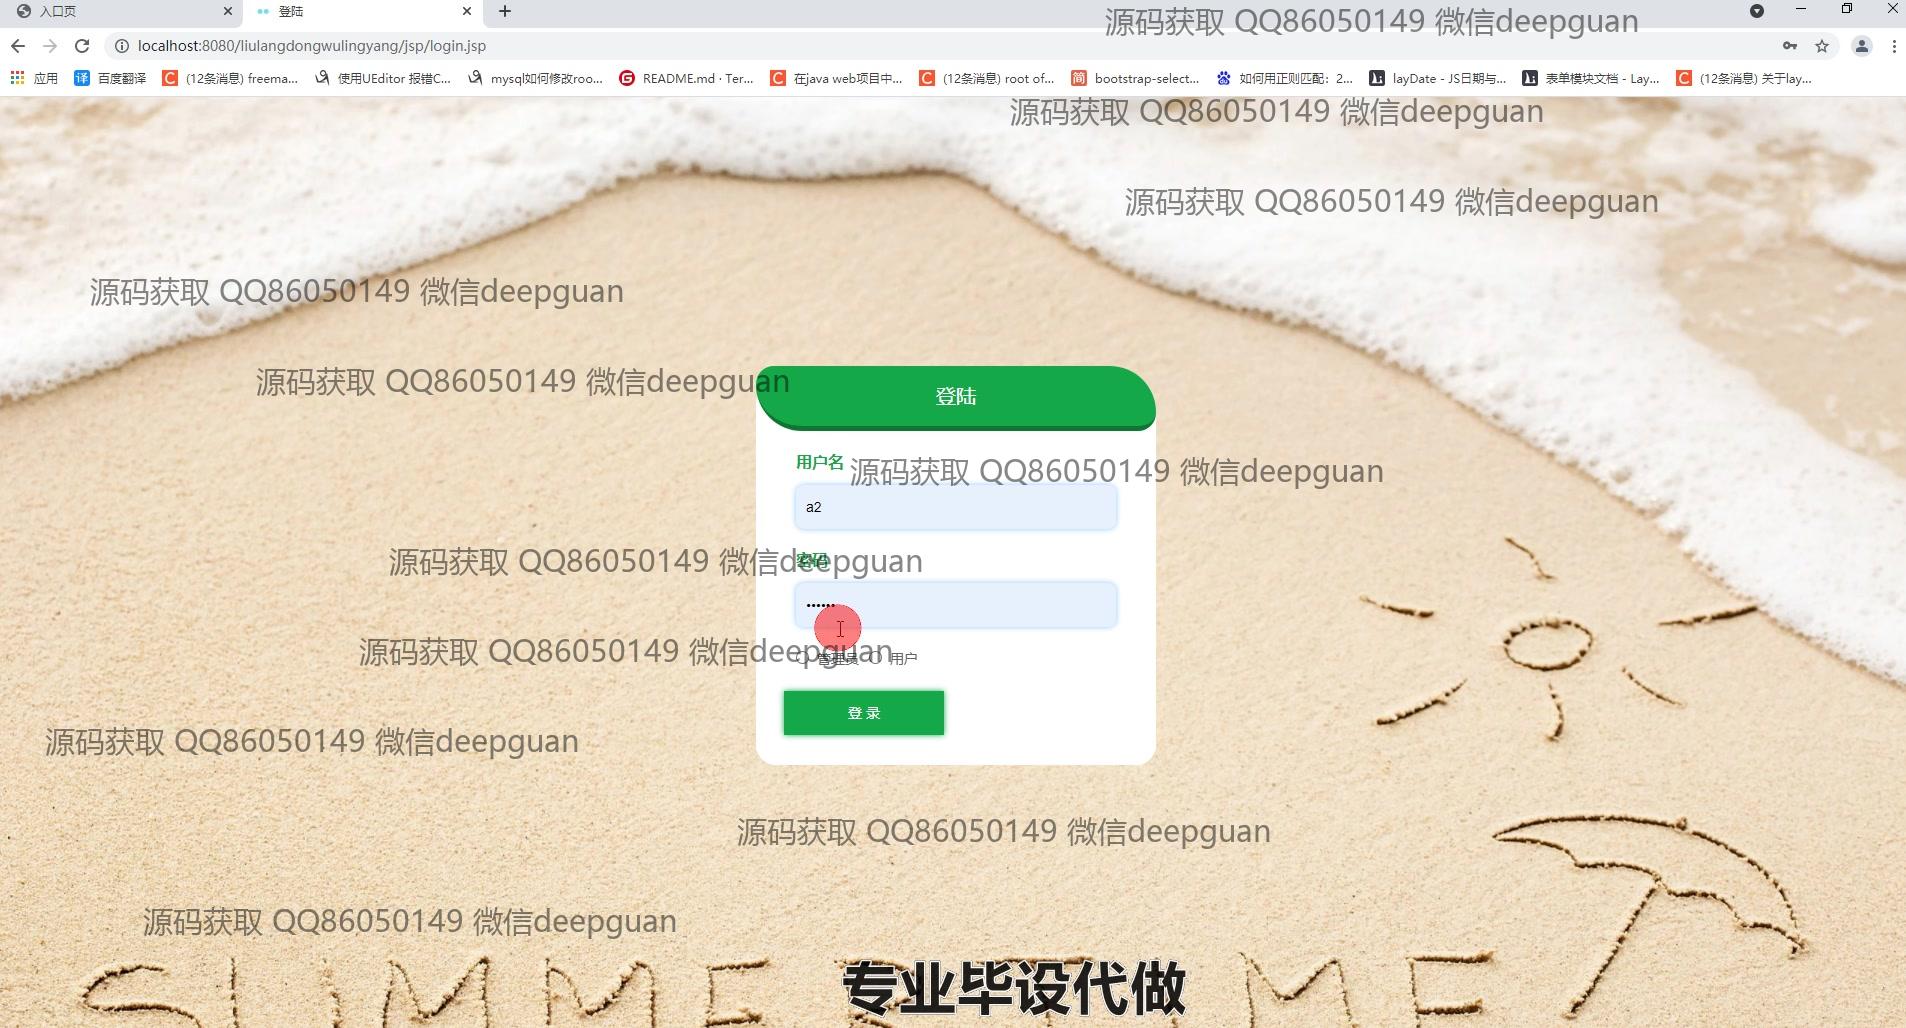 入口页
登陆
源码获取 QQ86050149 微信deepguan
localhost:8080/liulangdongwulingyang/jsp/login.jsp
应用
百度翻译
(12条消息) freema...
使用UEditor 报错C...
mysql如何修改roo...
README.md · Ter...
在java web项目中...
(12条消息) root of...
bootstrap-select...
如何用正则匹配：2...
layDate - JS日期与...
表单模块文档 - Lay...
(12条消息) 关于lay...
源码获取 QQ86050149 微信deepguan
源码获取 QQ86050149 微信deepguan
源码获取 QQ86050149 微信deepguan
源码获取 QQ86050149 微信deepguan
登陆
用户名
源码获取 QQ86050149 微信deepguan
a2
密码
源码获取 QQ86050149 微信deepguan
源码获取 QQ86050149 微信deepguan
管理员 用户
登 录
源码获取 QQ86050149 微信deepguan
源码获取 QQ86050149 微信deepguan
源码获取 QQ86050149 微信deepguan
SUMMER TIME
专业毕设代做